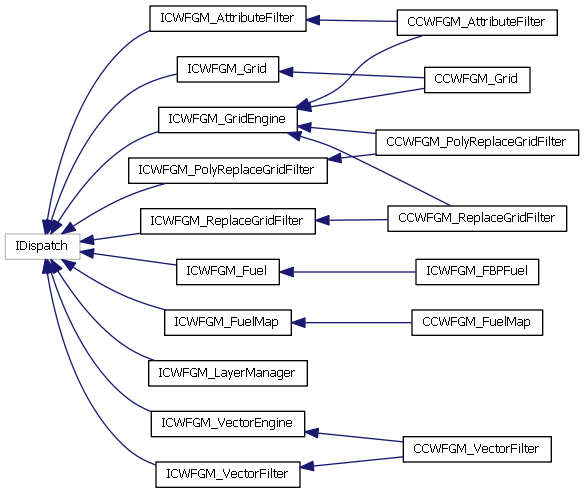 ICWFGM_AttributeFilter
CCWFGM_AttributeFilter
ICWFGM_Grid
CCWFGM_Grid
ICWFGM_GridEngine
CCWFGM_PolyReplaceGridFilter
ICWFGM_PolyReplaceGridFilter
ICWFGM_ReplaceGridFilter
CCWFGM_ReplaceGridFilter
IDispatch
ICWFGM_Fuel
ICWFGM_FBPFuel
ICWFGM_FuelMap
CCWFGM_FuelMap
ICWFGM_LayerManager
ICWFGM_VectorEngine
CCWFGM_VectorFilter
ICWFGM_VectorFilter